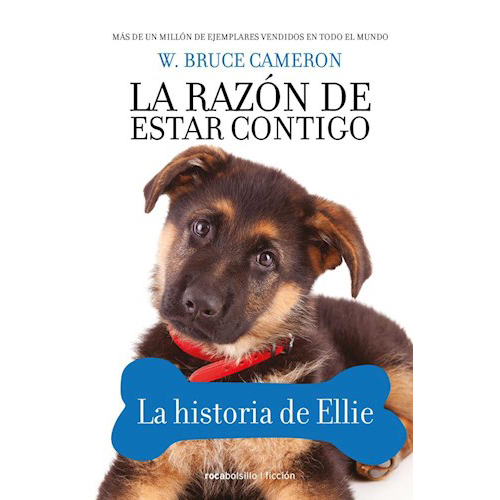 MÁS DE UN MILLÓN DE EJEMPLARES VENDIDOS EN TODO EL MUNDO
W. BRUCE CAMERON
LA RAZÓN DE
ESTAR CONTIGO
La historia de Ellie
rocabolsillo | ficción